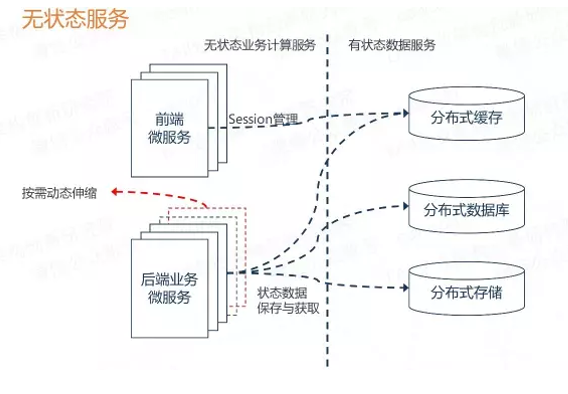 无状态服务
无状态业务计算服务
有状态数据服务
前端
微服务
Session管理
分布式缓存
按需动态伸缩
分布式数据库
后端业务
微服务
状态数据
保存与获取
分布式存储